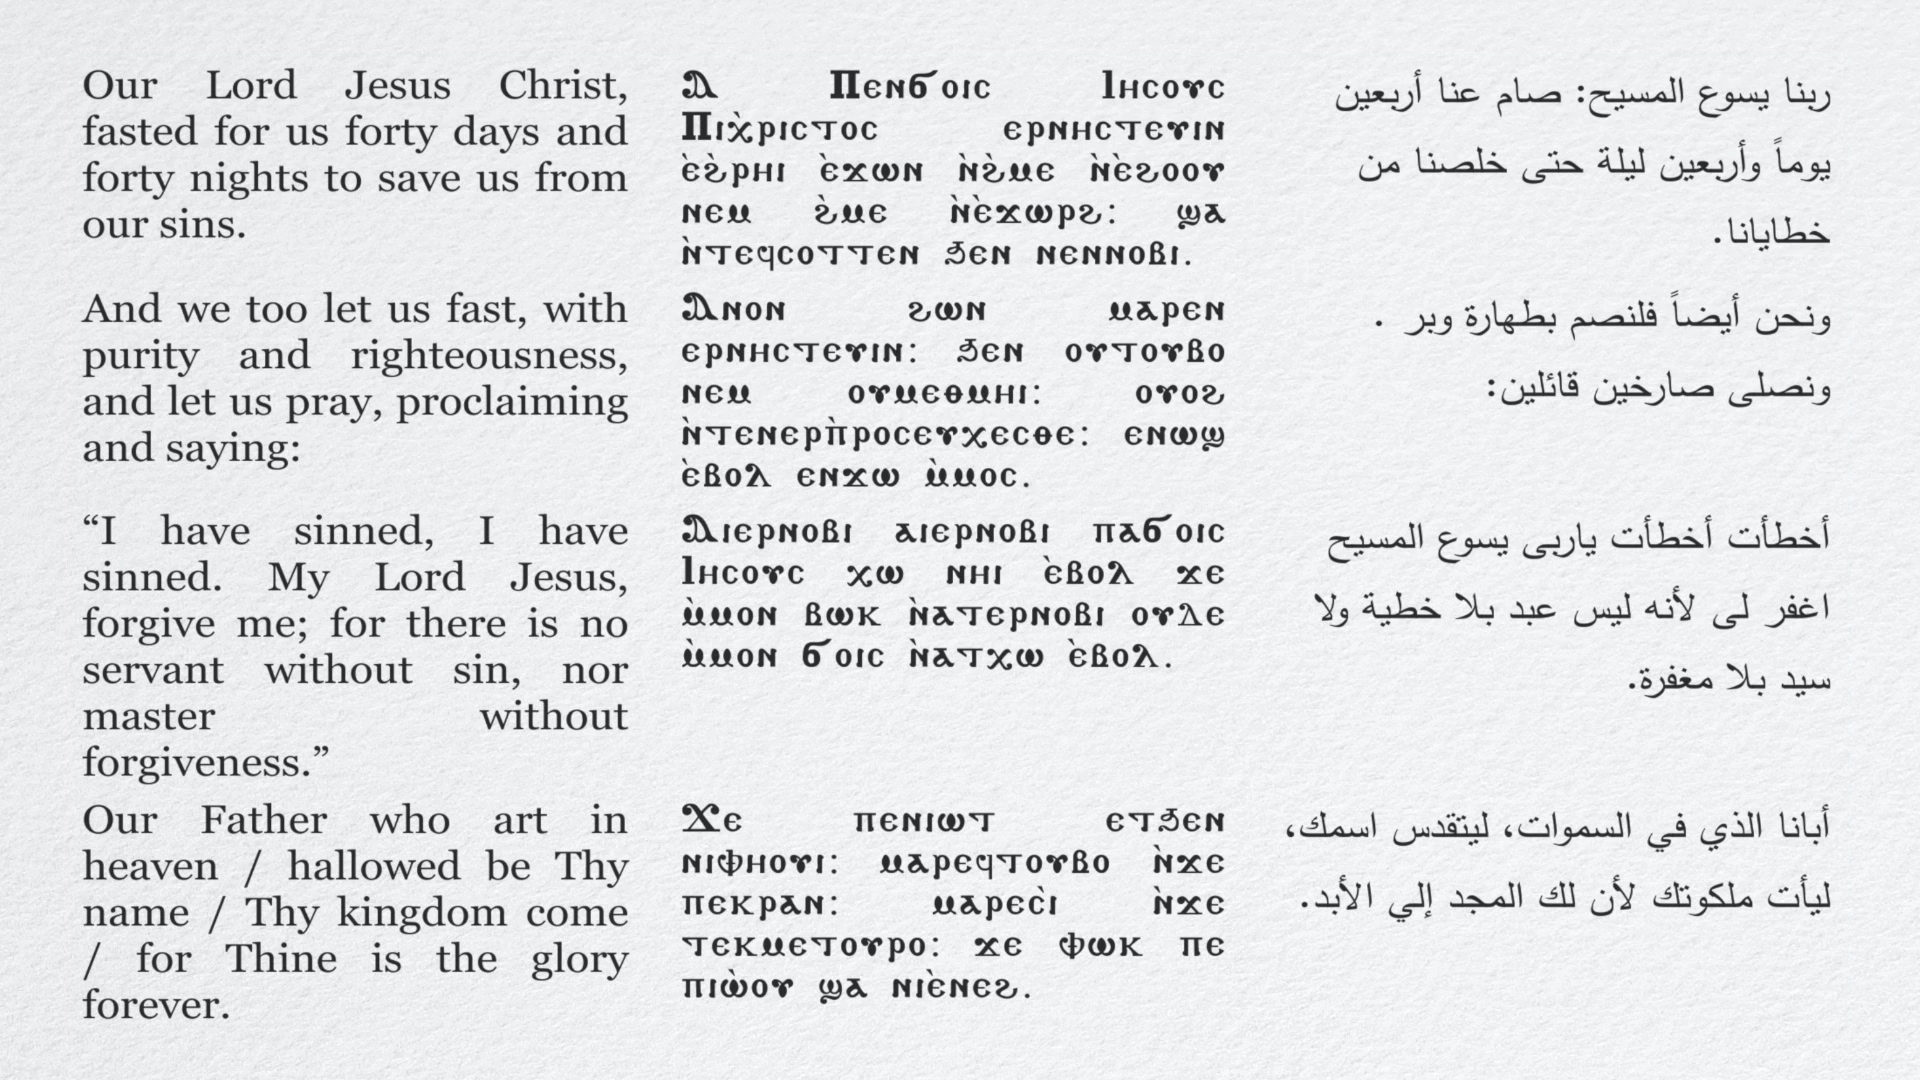 Our Lord Jesus Christ,
fasted for us forty days and
forty nights to save us from
our sins.
And we too let us fast, with
purity and righteousness,
and let us pray, proclaiming
and saying:
“I have sinned, I have
sinned. My Lord Jesus,
forgive me; for there is no
servant without sin, nor
master without
forgiveness.”
Our Father who art in
heaven / hallowed be Thy
name / Thy kingdom come
/ for Thine is the glory
forever.
Ⲁ Ⲡⲉⲛϭⲟⲓⲥ Ⲓⲏⲥⲟⲩⲥ
Ⲡⲓⲭ̀ⲣⲓⲥⲧⲟⲥ ⲉⲣⲛⲏⲥⲧⲉⲩⲓⲛ
ⲉ̀ϩ̀ⲣⲏⲓ ⲉ̀ϫⲱⲛ ⲛ̀ϩ̀ⲙⲉ ⲛ̀ⲉ̀ϩⲟⲟⲩ
ⲛⲉⲙ ϩ̀ⲙⲉ ⲛ̀ⲉ̀ϫⲱⲣϩ: ϣⲁ
ⲛ̀ⲧⲉϥⲥⲟⲧⲧⲉⲛ ϧⲉⲛ ⲛⲉⲛⲛⲟⲃⲓ.
Ⲁⲛⲟⲛ ϩⲱⲛ ⲙⲁⲣⲉⲛ
ⲉⲣⲛⲏⲥⲧⲉⲩⲓⲛ: ϧⲉⲛ ⲟⲩⲧⲟⲩⲃⲟ
ⲛⲉⲙ ⲟⲩⲙⲉⲑⲙⲏⲓ: ⲟⲩⲟϩ
ⲛ̀ⲧⲉⲛⲉⲣⲡ̀ⲣⲟⲥⲉⲩⲭⲉⲥⲑⲉ: ⲉⲛⲱϣ
ⲉ̀ⲃⲟⲗ ⲉⲛϫⲱ ⲙ̀ⲙⲟⲥ.
Ⲁⲓⲉⲣⲛⲟⲃⲓ ⲁⲓⲉⲣⲛⲟⲃⲓ ⲡⲁϭⲟⲓⲥ
Ⲓⲏⲥⲟⲩⲥ ⲭⲱ ⲛⲏⲓ ⲉ̀ⲃⲟⲗ ϫⲉ
ⲙ̀ⲙⲟⲛ ⲃⲱⲕ ⲛ̀ⲁⲧⲉⲣⲛⲟⲃⲓ ⲟⲩⲇⲉ
ⲙ̀ⲙⲟⲛ ϭⲟⲓⲥ ⲛ̀ⲁⲧⲭⲱ ⲉ̀ⲃⲟⲗ.
Ϫⲉ ⲡⲉⲛⲓⲱⲧ ⲉⲧϧⲉⲛ
ⲛⲓⲫⲏⲟⲩⲓ: ⲙⲁⲣⲉϥⲧⲟⲩⲃⲟ ⲛ̀ϫⲉ
ⲡⲉⲕⲣⲁⲛ: ⲙⲁⲣⲉⲥⲓ̀ ⲛ̀ϫⲉ
ⲧⲉⲕⲙⲉⲧⲟⲩⲣⲟ: ϫⲉ ⲫⲱⲕ ⲡⲉ
ⲡⲓⲱ̀ⲟⲩ ϣⲁ ⲛⲓⲉ̀ⲛⲉϩ.
ربنا يسوع المسيح: صام عنا أربعين
يوماً وأربعين ليلة حتى خلصنا من
خطايانا.
ونحن أيضاً فلنصم بطهارة وبر .
ونصلى صارخين قائلين:
أخطأت أخطأت ياربى يسوع المسيح
اغفر لى لأنه ليس عبد بلا خطية ولا
سيد بلا مغفرة.
أبانا الذي في السموات، ليتقدس اسمك،
ليأت ملكوتك لأن لك المجد إلي الأبد.